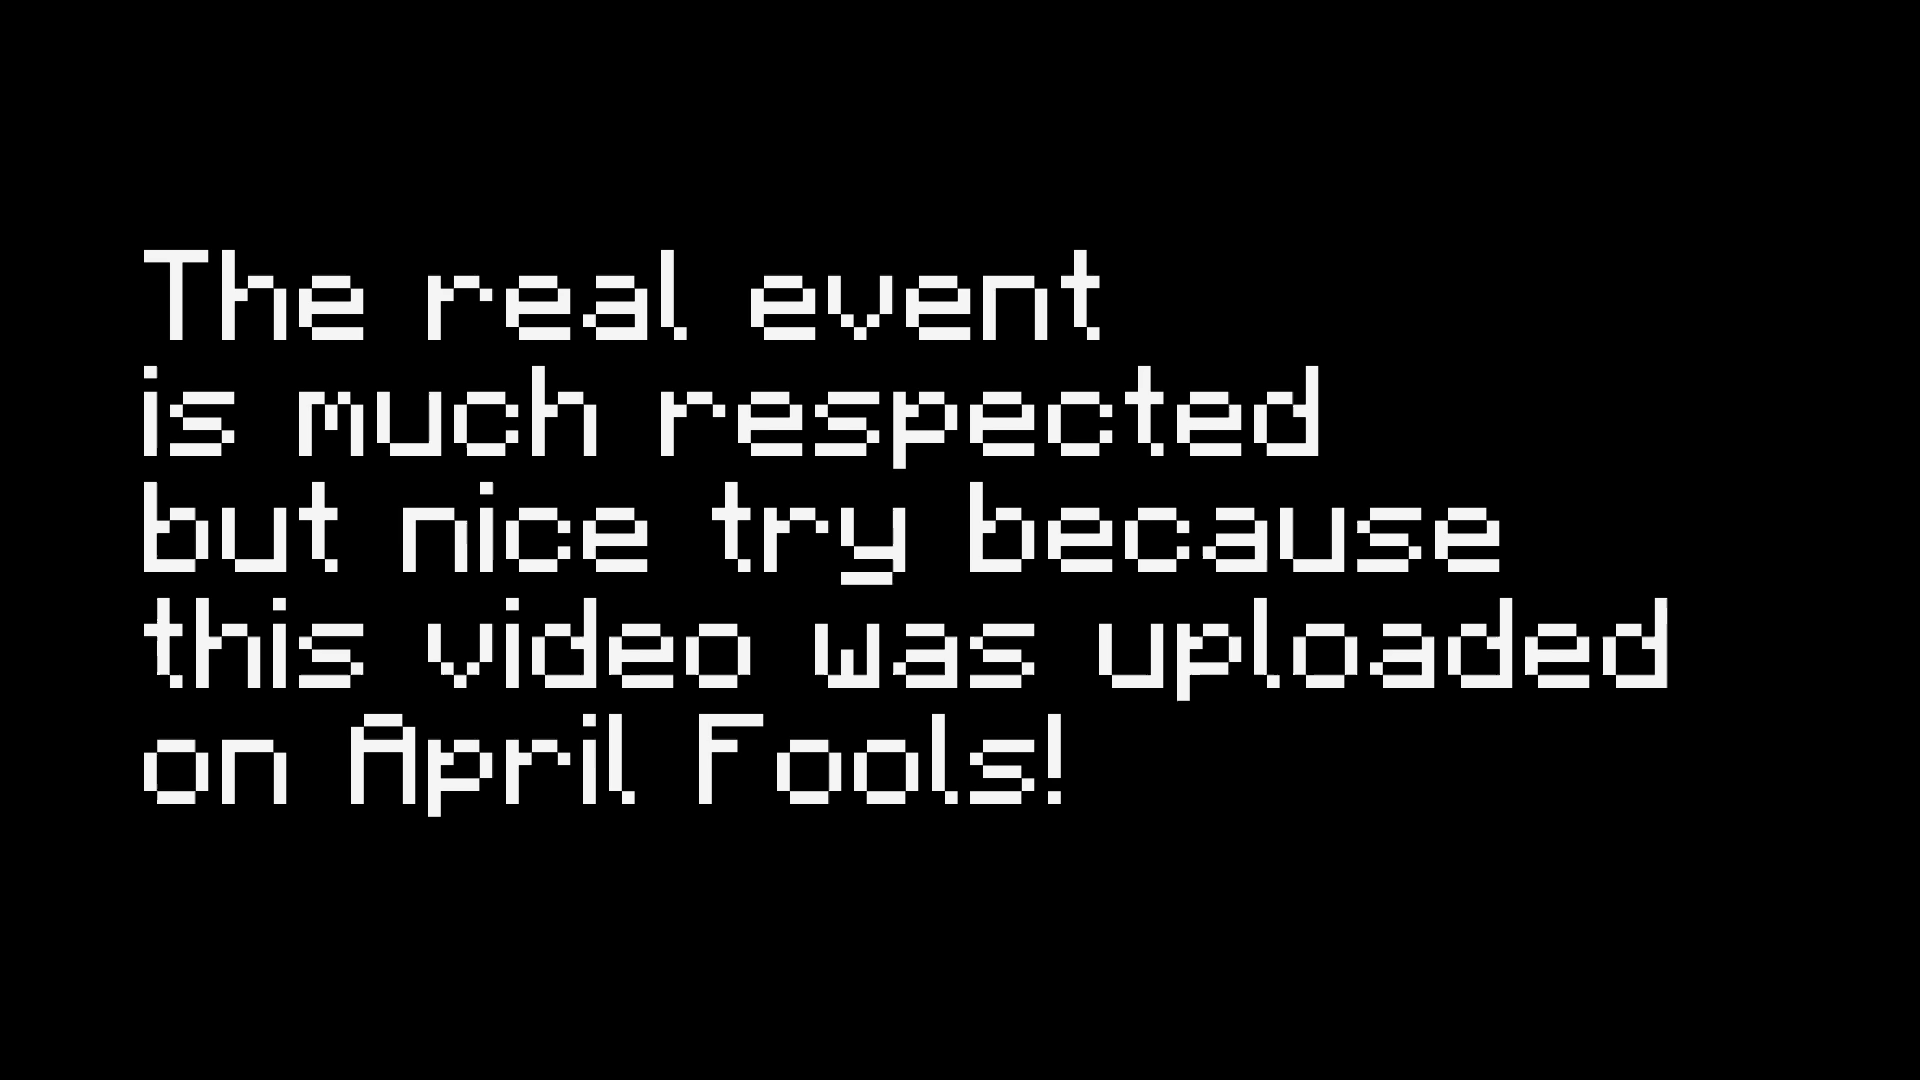 The real event
is much respected
but nice try because
this video was uploaded
on April Fools!